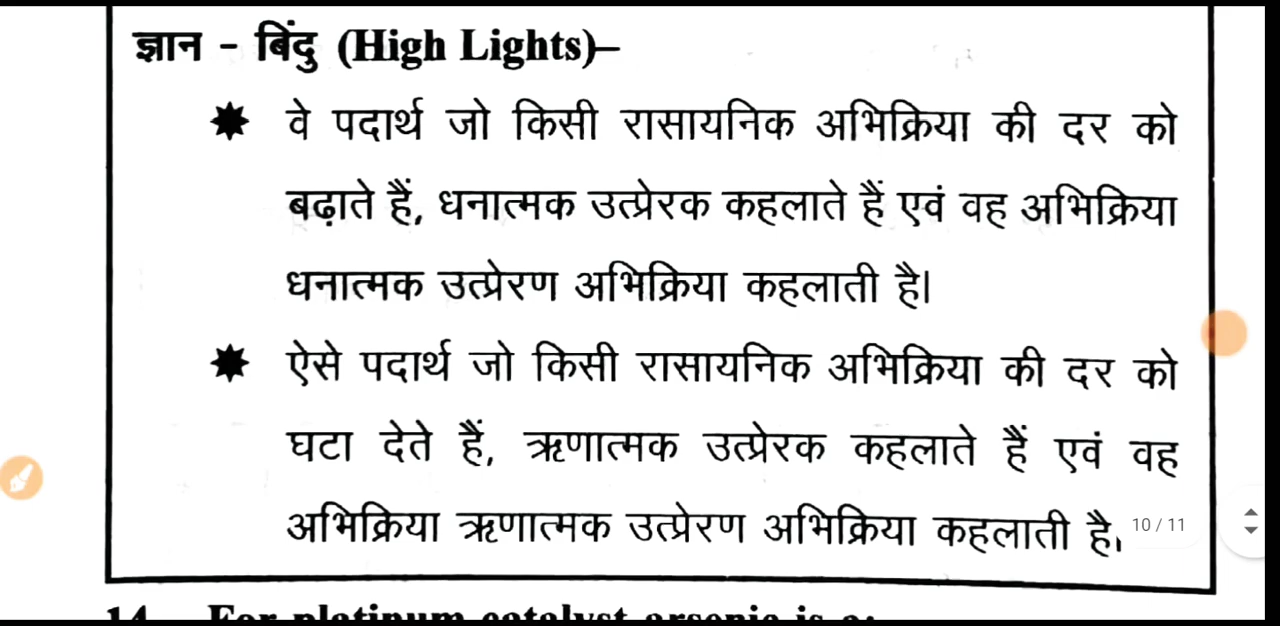 ज्ञान - बिंदु (High Lights)–
वे पदार्थ जो किसी रासायनिक अभिक्रिया की दर को
बढ़ाते हैं, धनात्मक उत्प्रेरक कहलाते हैं एवं वह अभिक्रिया
धनात्मक उत्प्रेरण अभिक्रिया कहलाती है।
ऐसे पदार्थ जो किसी रासायनिक अभिक्रिया की दर को
घटा देते हैं, ऋणात्मक उत्प्रेरक कहलाते हैं एवं वह
अभिक्रिया ऋणात्मक उत्प्रेरण अभिक्रिया कहलाती है।
10 / 11
14. For platinum catalyst arsenic is a: